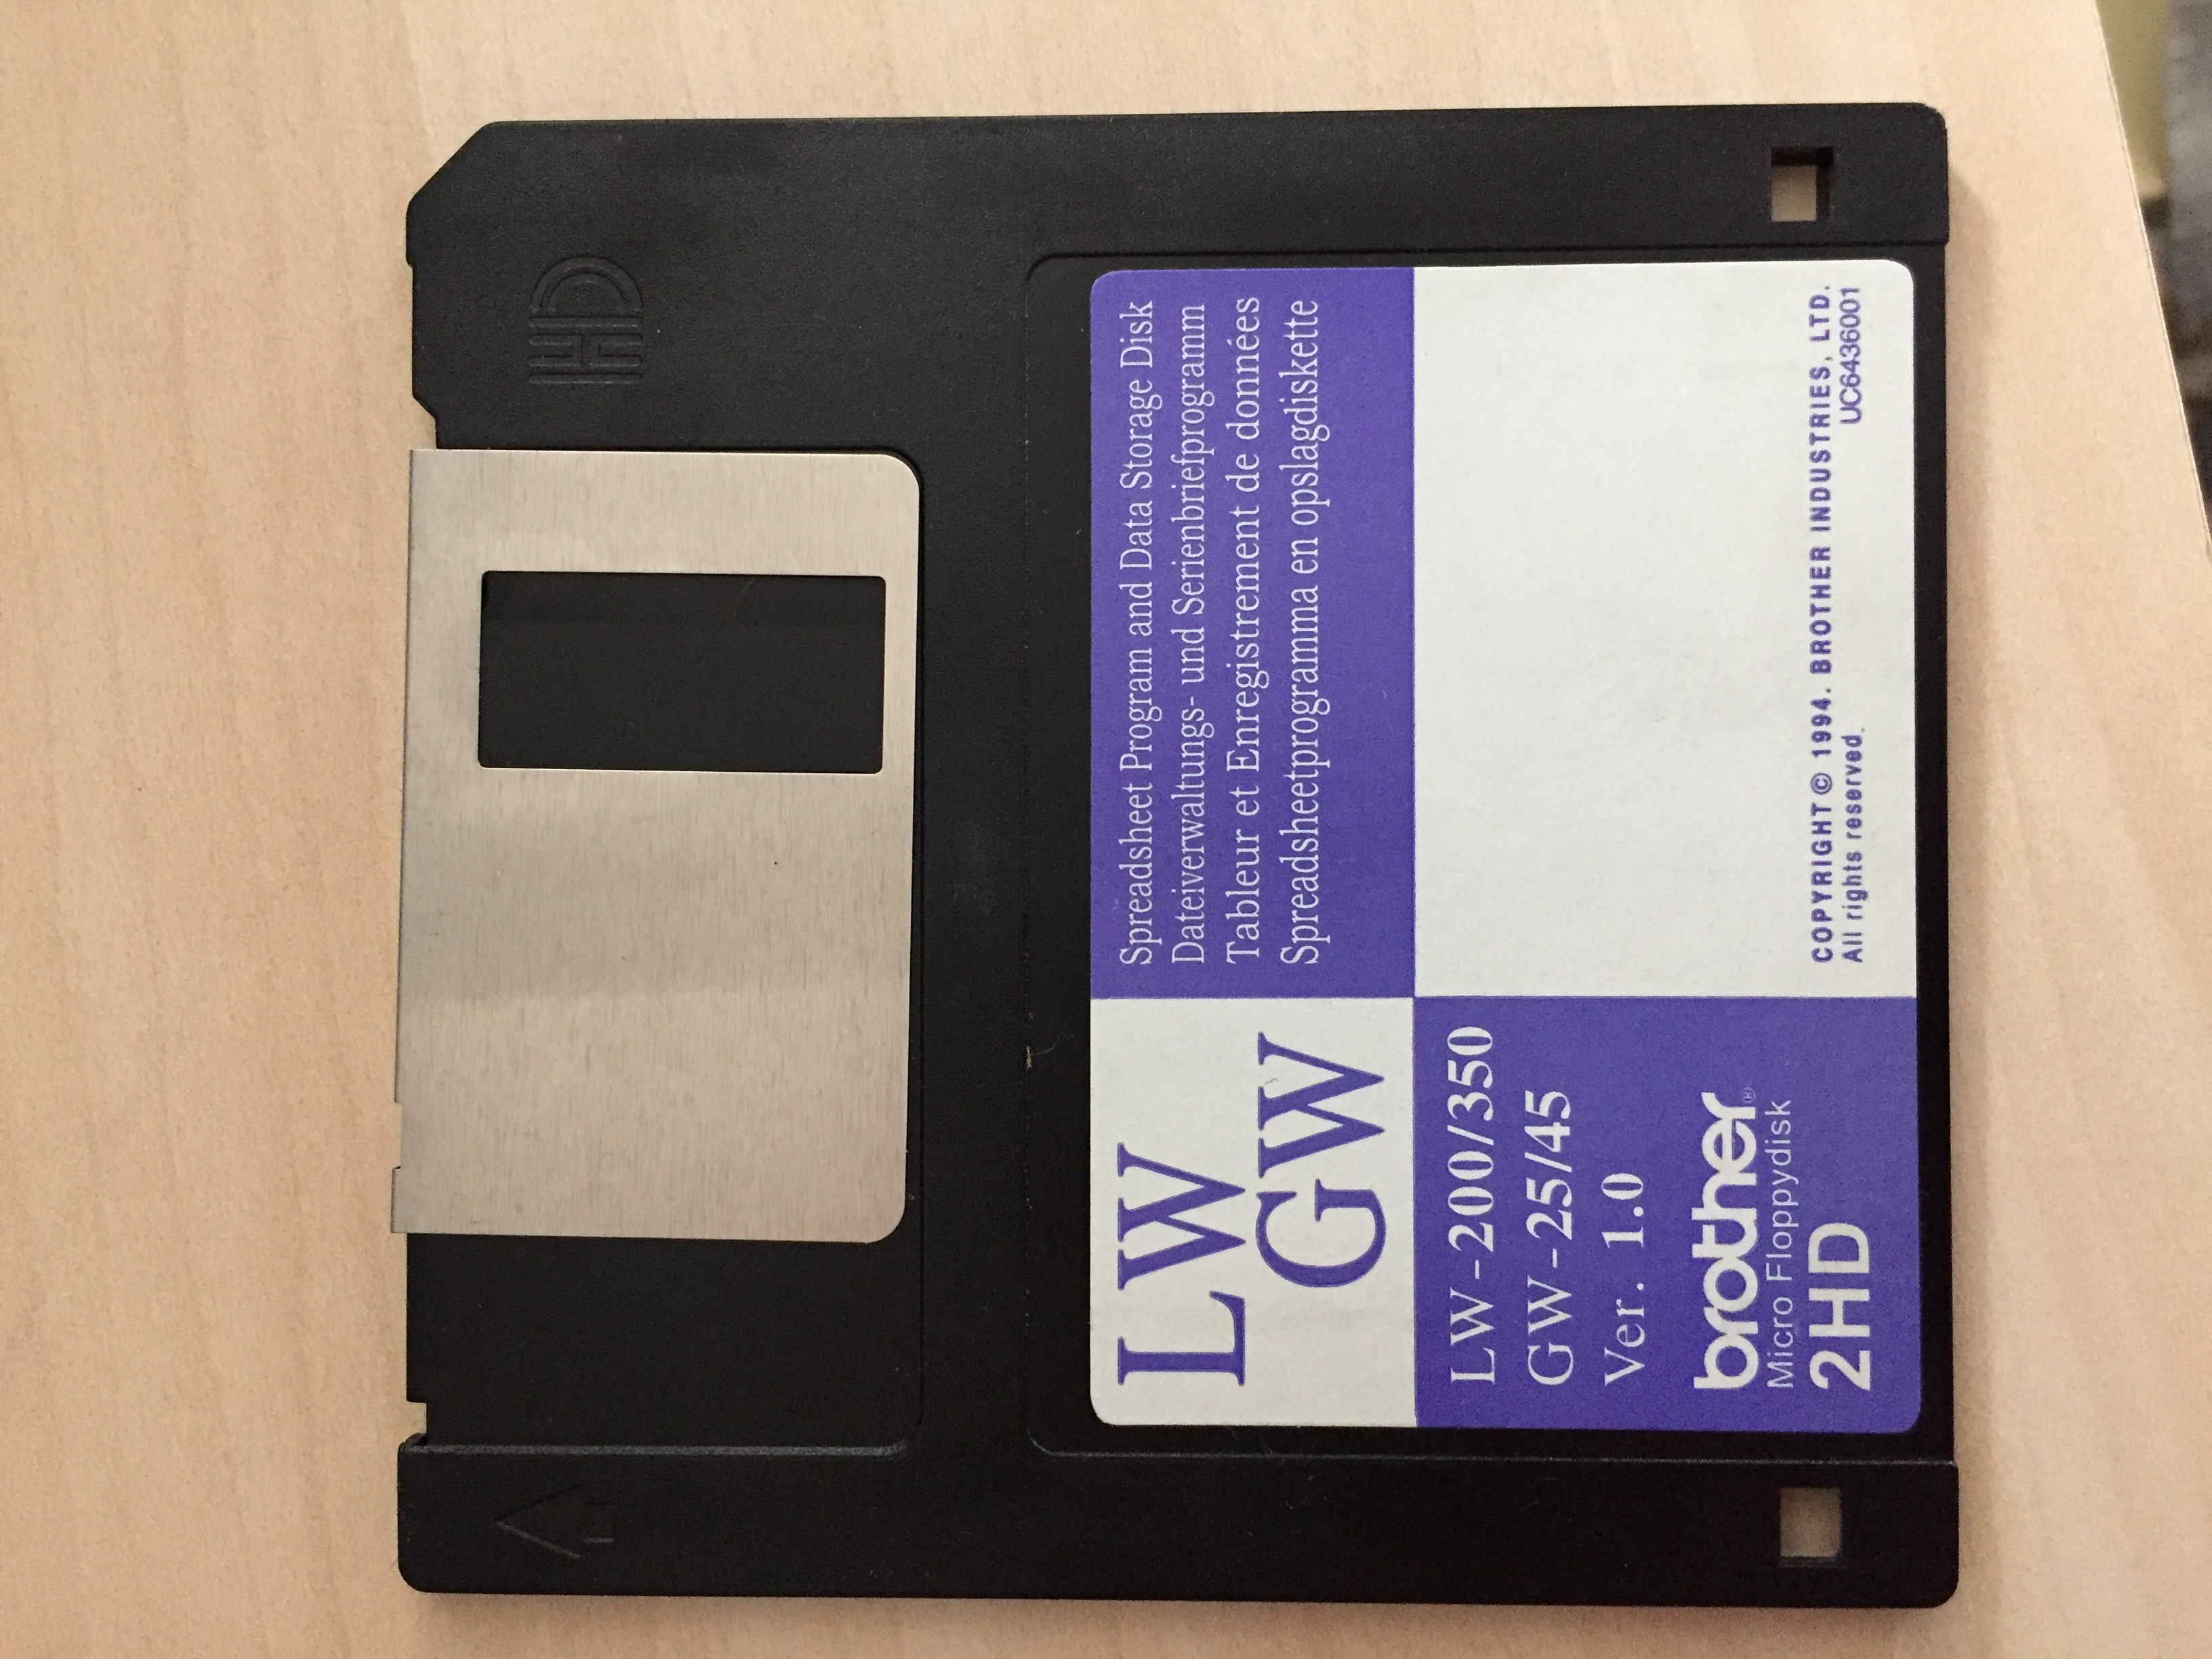 HD
LW
GW
Spreadsheet Program and Data Storage Disk
Dateiverwaltungs- und Serienbriefprogramm
Tableur et Enregistrement de données
Spreadsheetprogramma en opslagdiskette
LW-200/350
GW-25/45
Ver. 1.0
brother®
Micro Floppydisk
2HD
COPYRIGHT © 1994. BROTHER INDUSTRIES, LTD.
All rights reserved.
UC6436001